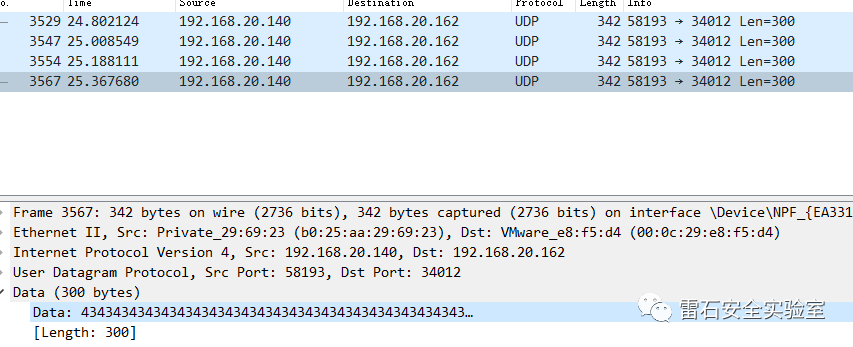 o. Time Source Destination Protocol Length Info
3529 24.802124 192.168.20.140 192.168.20.162 UDP 342 58193 → 34012 Len=300
3547 25.008549 192.168.20.140 192.168.20.162 UDP 342 58193 → 34012 Len=300
3554 25.188111 192.168.20.140 192.168.20.162 UDP 342 58193 → 34012 Len=300
3567 25.367680 192.168.20.140 192.168.20.162 UDP 342 58193 → 34012 Len=300
Frame 3567: 342 bytes on wire (2736 bits), 342 bytes captured (2736 bits) on interface \Device\NPF_{EA331
Ethernet II, Src: Private_29:69:23 (b0:25:aa:29:69:23), Dst: VMware_e8:f5:d4 (00:0c:29:e8:f5:d4)
Internet Protocol Version 4, Src: 192.168.20.140, Dst: 192.168.20.162
User Datagram Protocol, Src Port: 58193, Dst Port: 34012
Data (300 bytes)
Data: 434343434343434343434343434343434343434343434343…
[Length: 300]
雷石安全实验室